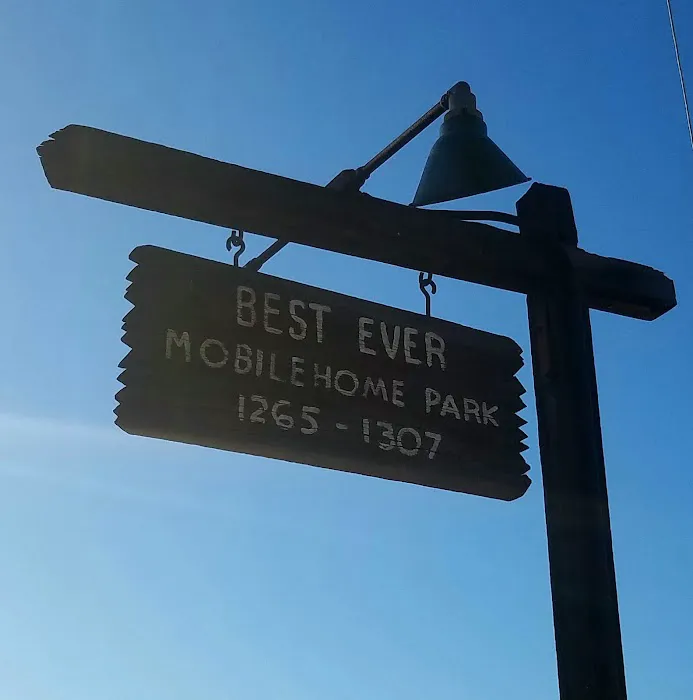 BEST EVER
MOBILEHOME PARK
1265 - 1307